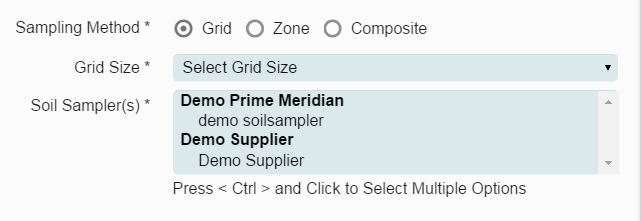 Sampling Method * Grid Zone Composite
Grid Size * Select Grid Size
Soil Sampler(s) * Demo Prime Meridian
demo soilsampler
Demo Supplier
Demo Supplier
Press < Ctrl > and Click to Select Multiple Options